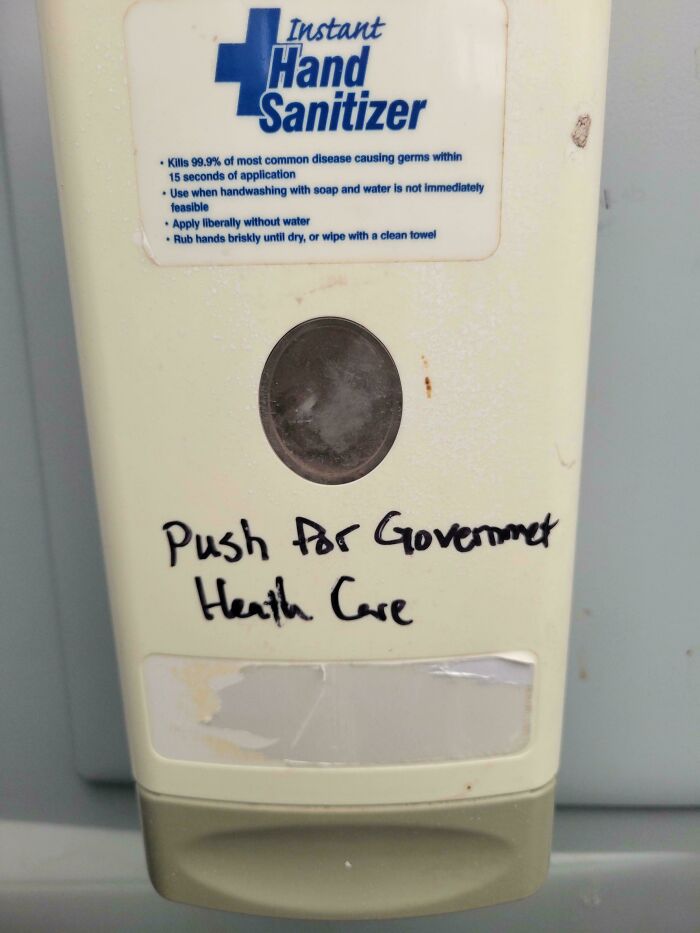 Instant
Hand
Sanitizer
• Kills 99.9% of most common disease causing germs within
15 seconds of application
• Use when handwashing with soap and water is not immediately
feasible
• Apply liberally without water
• Rub hands briskly until dry, or wipe with a clean towel
Push for Governmet
Heath Care